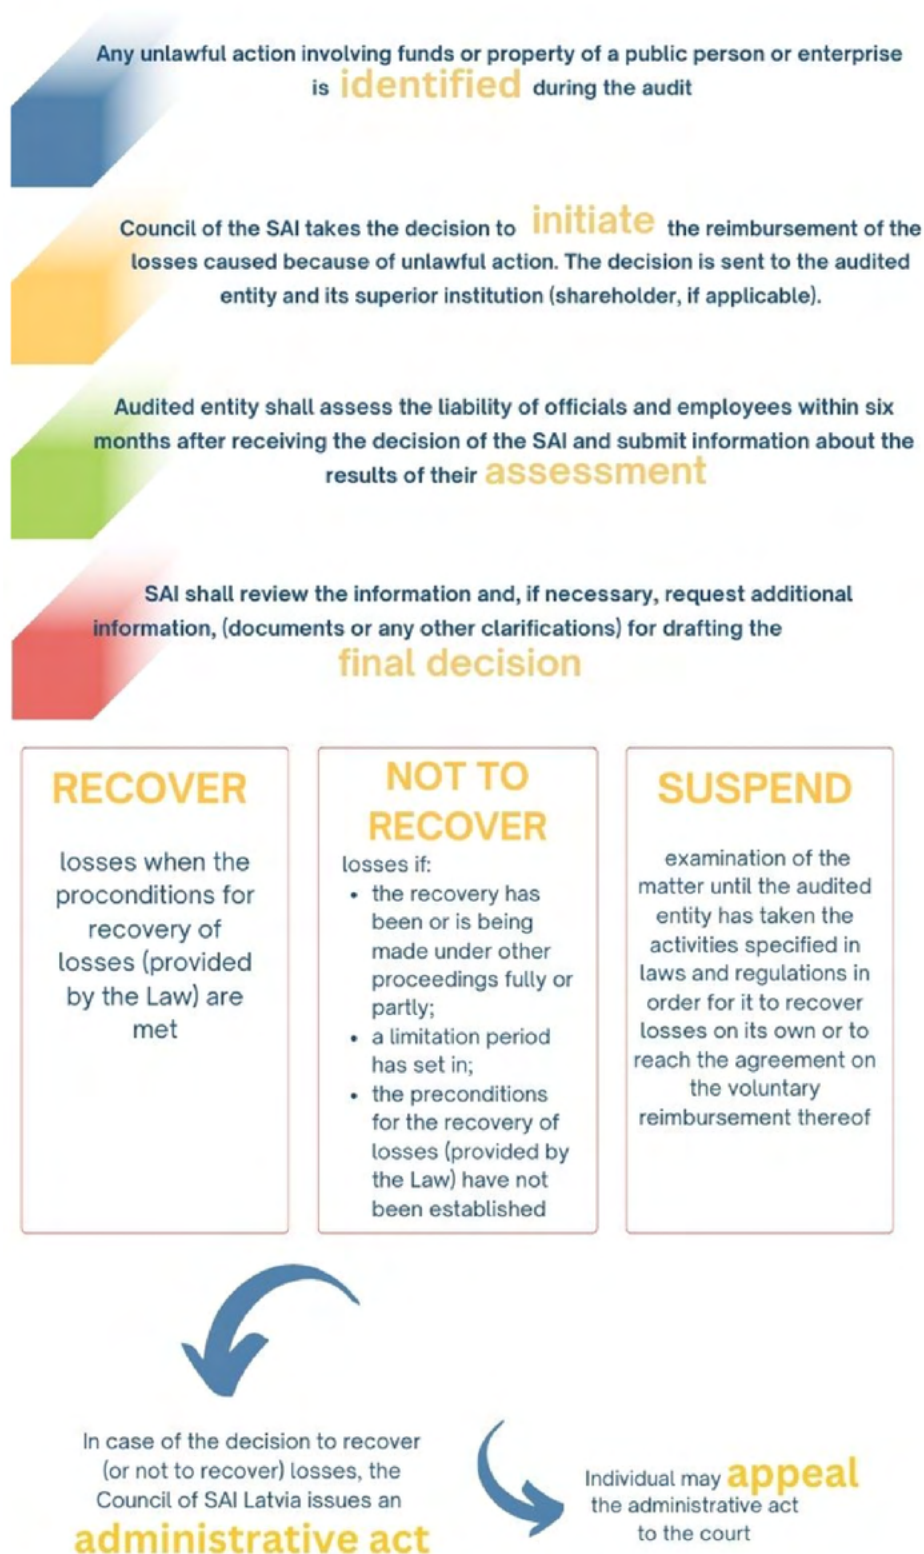 Any unlawful action involving funds or property of a public person or enterprise
is identified during the audit
Council of the SAI takes the decision to initiate the reimbursement of the
losses caused because of unlawful action. The decision is sent to the audited
entity and its superior institution (shareholder, if applicable).
Audited entity shall assess the liability of officials and employees within six
months after receiving the decision of the SAI and submit information about the
results of their assessment
SAI shall review the information and, if necessary, request additional
information, (documents or any other clarifications) for drafting the
final decision
RECOVER
losses when the
proconditions for
recovery of
losses (provided
by the Law) are
met
NOT TO
RECOVER
losses if:
• the recovery has
been or is being
made under other
proceedings fully or
partly;
• a limitation period
has set in;
• the preconditions
for the recovery of
losses (provided by
the Law) have not
been established
SUSPEND
examination of the
matter until the audited
entity has taken the
activities specified in
laws and regulations in
order for it to recover
losses on its own or to
reach the agreement on
the voluntary
reimbursement thereof
In case of the decision to recover
(or not to recover) losses, the
Council of SAI Latvia issues an
administrative act
Individual may appeal
the administrative act
to the court